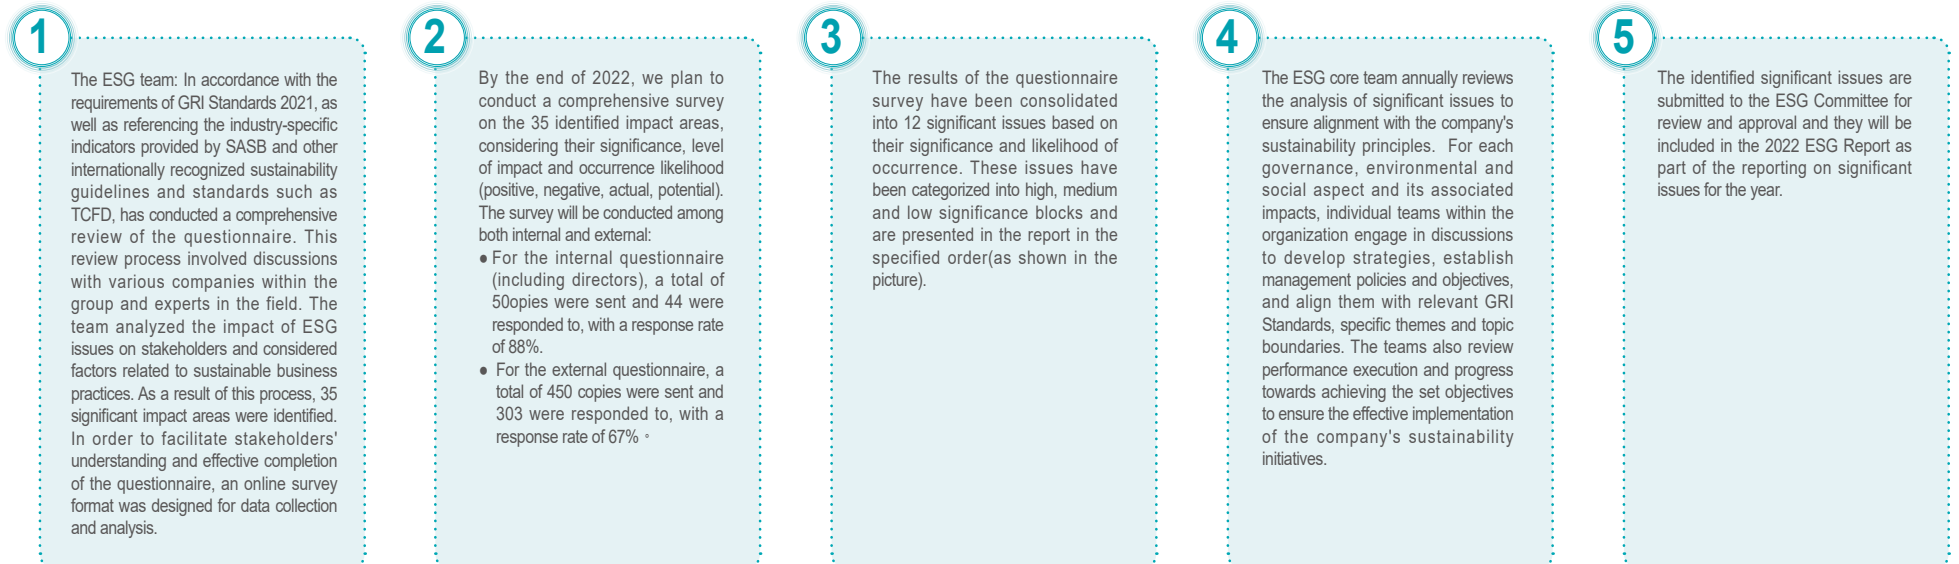 1
The ESG team: In accordance with the
requirements of GRI Standards 2021, as
well as referencing the industry-specific
indicators provided by SASB and other
internationally recognized sustainability
guidelines and standards such as
TCFD, has conducted a comprehensive
review of the questionnaire. This
review process involved discussions
with various companies within the
group and experts in the field. The
team analyzed the impact of ESG
issues on stakeholders and considered
factors related to sustainable business
practices. As a result of this process, 35
significant impact areas were identified.
In order to facilitate stakeholders'
understanding and effective completion
of the questionnaire, an online survey
format was designed for data collection
and analysis.
2
By the end of 2022, we plan to
conduct a comprehensive survey
on the 35 identified impact areas,
considering their significance, level
of impact and occurrence likelihood
(positive, negative, actual, potential).
The survey will be conducted among
both internal and external:
● For the internal questionnaire
(including directors), a total of
50opies were sent and 44 were
responded to, with a response rate
of 88%.
● For the external questionnaire, a
total of 450 copies were sent and
303 were responded to, with a
response rate of 67%。
3
The results of the questionnaire
survey have been consolidated
into 12 significant issues based on
their significance and likelihood of
occurrence. These issues have
been categorized into high, medium
and low significance blocks and
are presented in the report in the
specified order(as shown in the
picture).
4
The ESG core team annually reviews
the analysis of significant issues to
ensure alignment with the company's
sustainability principles. For each
governance, environmental and
social aspect and its associated
impacts, individual teams within the
organization engage in discussions
to develop strategies, establish
management policies and objectives,
and align them with relevant GRI
Standards, specific themes and topic
boundaries. The teams also review
performance execution and progress
towards achieving the set objectives
to ensure the effective implementation
of the company's sustainability
initiatives.
5
The identified significant issues are
submitted to the ESG Committee for
review and approval and they will be
included in the 2022 ESG Report as
part of the reporting on significant
issues for the year.